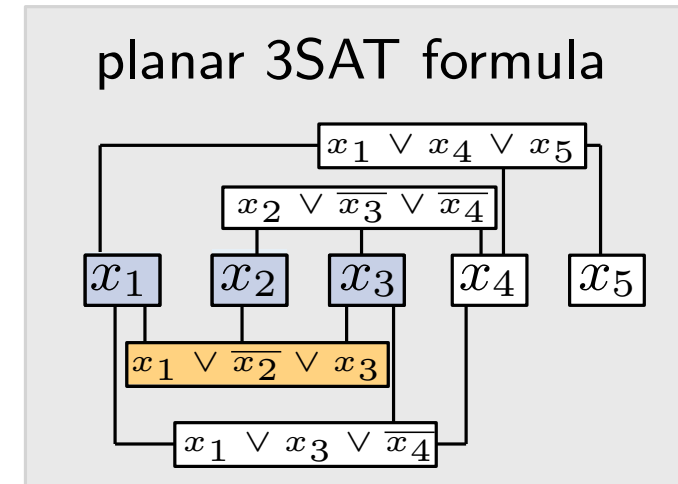 planar 3SAT formula
x₁ ∨ x₄ ∨ x₅
x₂ ∨ x̅₃ ∨ x̅₄
x₁ x₂ x₃ x₄ x₅
x₁ ∨ x̅₂ ∨ x₃
x₁ ∨ x₃ ∨ x̅₄